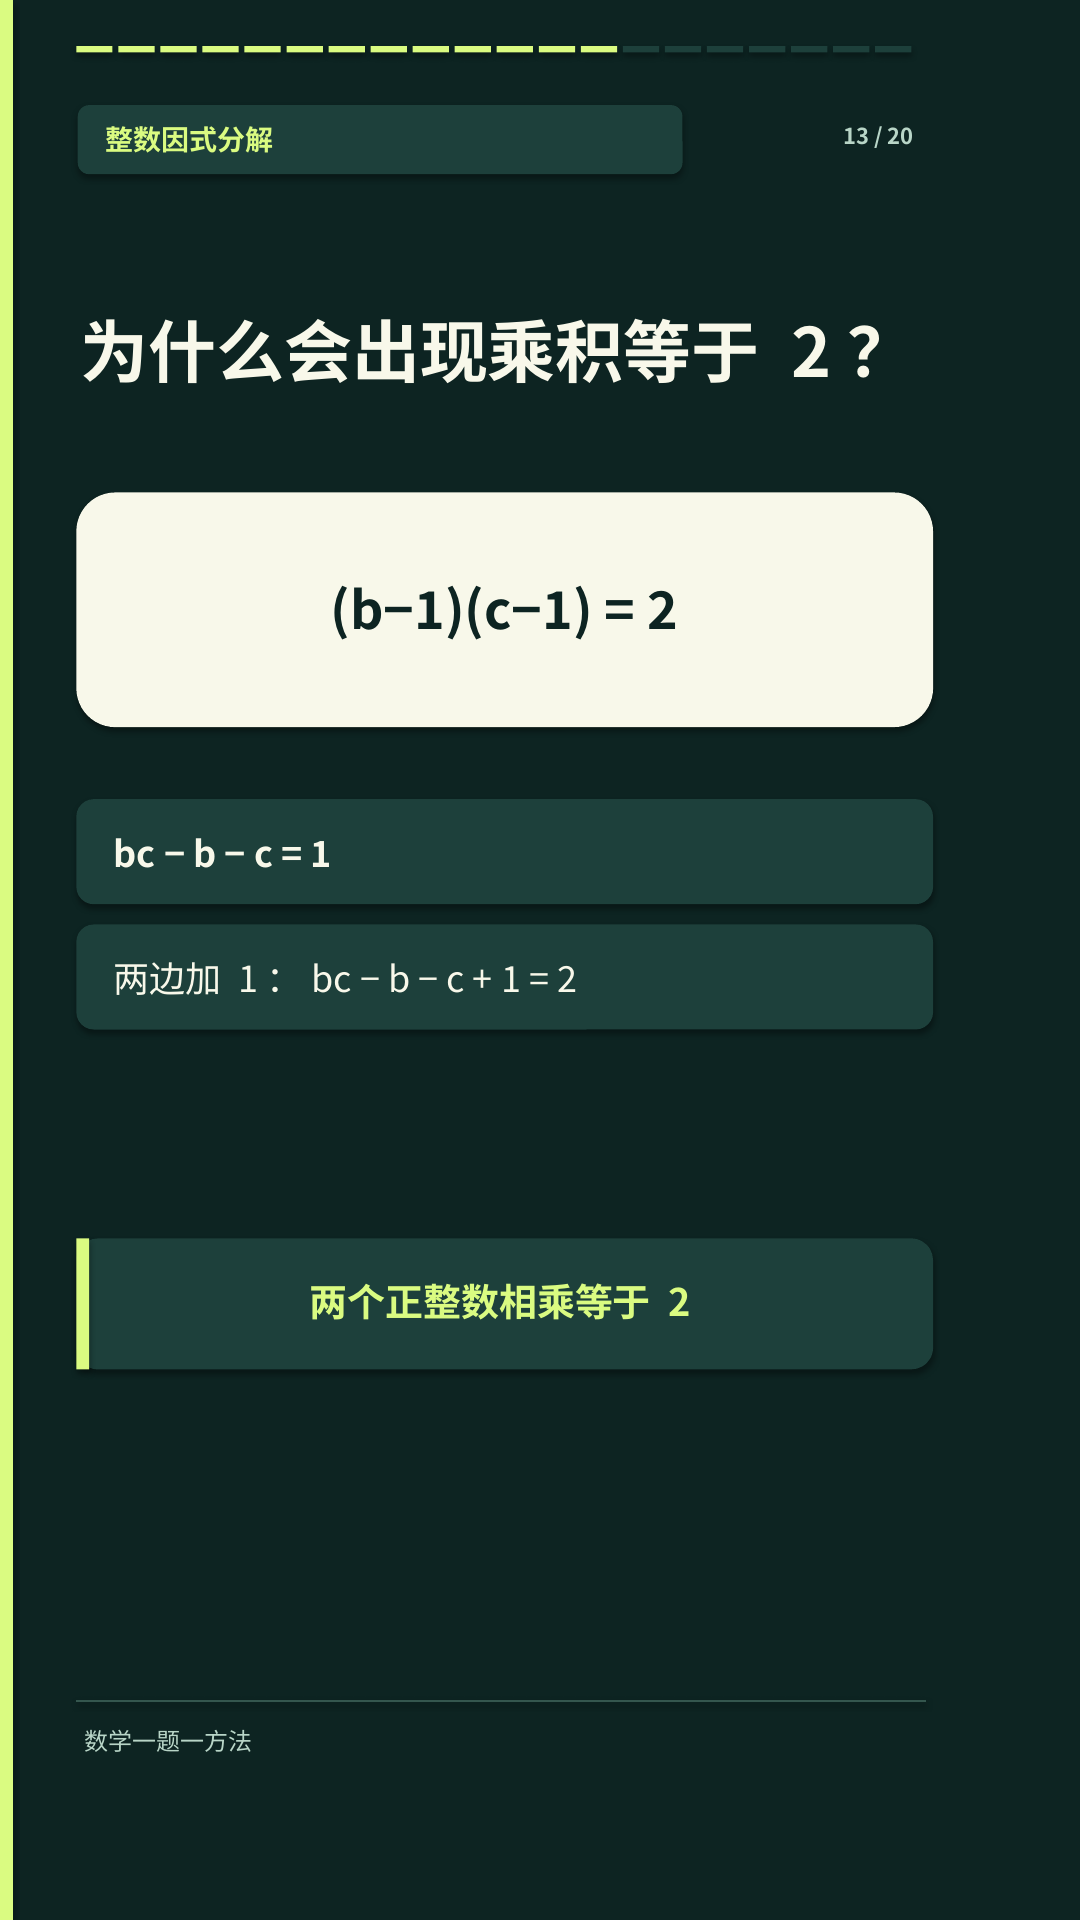 整数因式分解
13 / 20
为什么会出现乘积等于 2？
(b−1)(c−1) = 2
bc − b − c = 1
两边加 1： bc − b − c + 1 = 2
两个正整数相乘等于 2
数学一题一方法